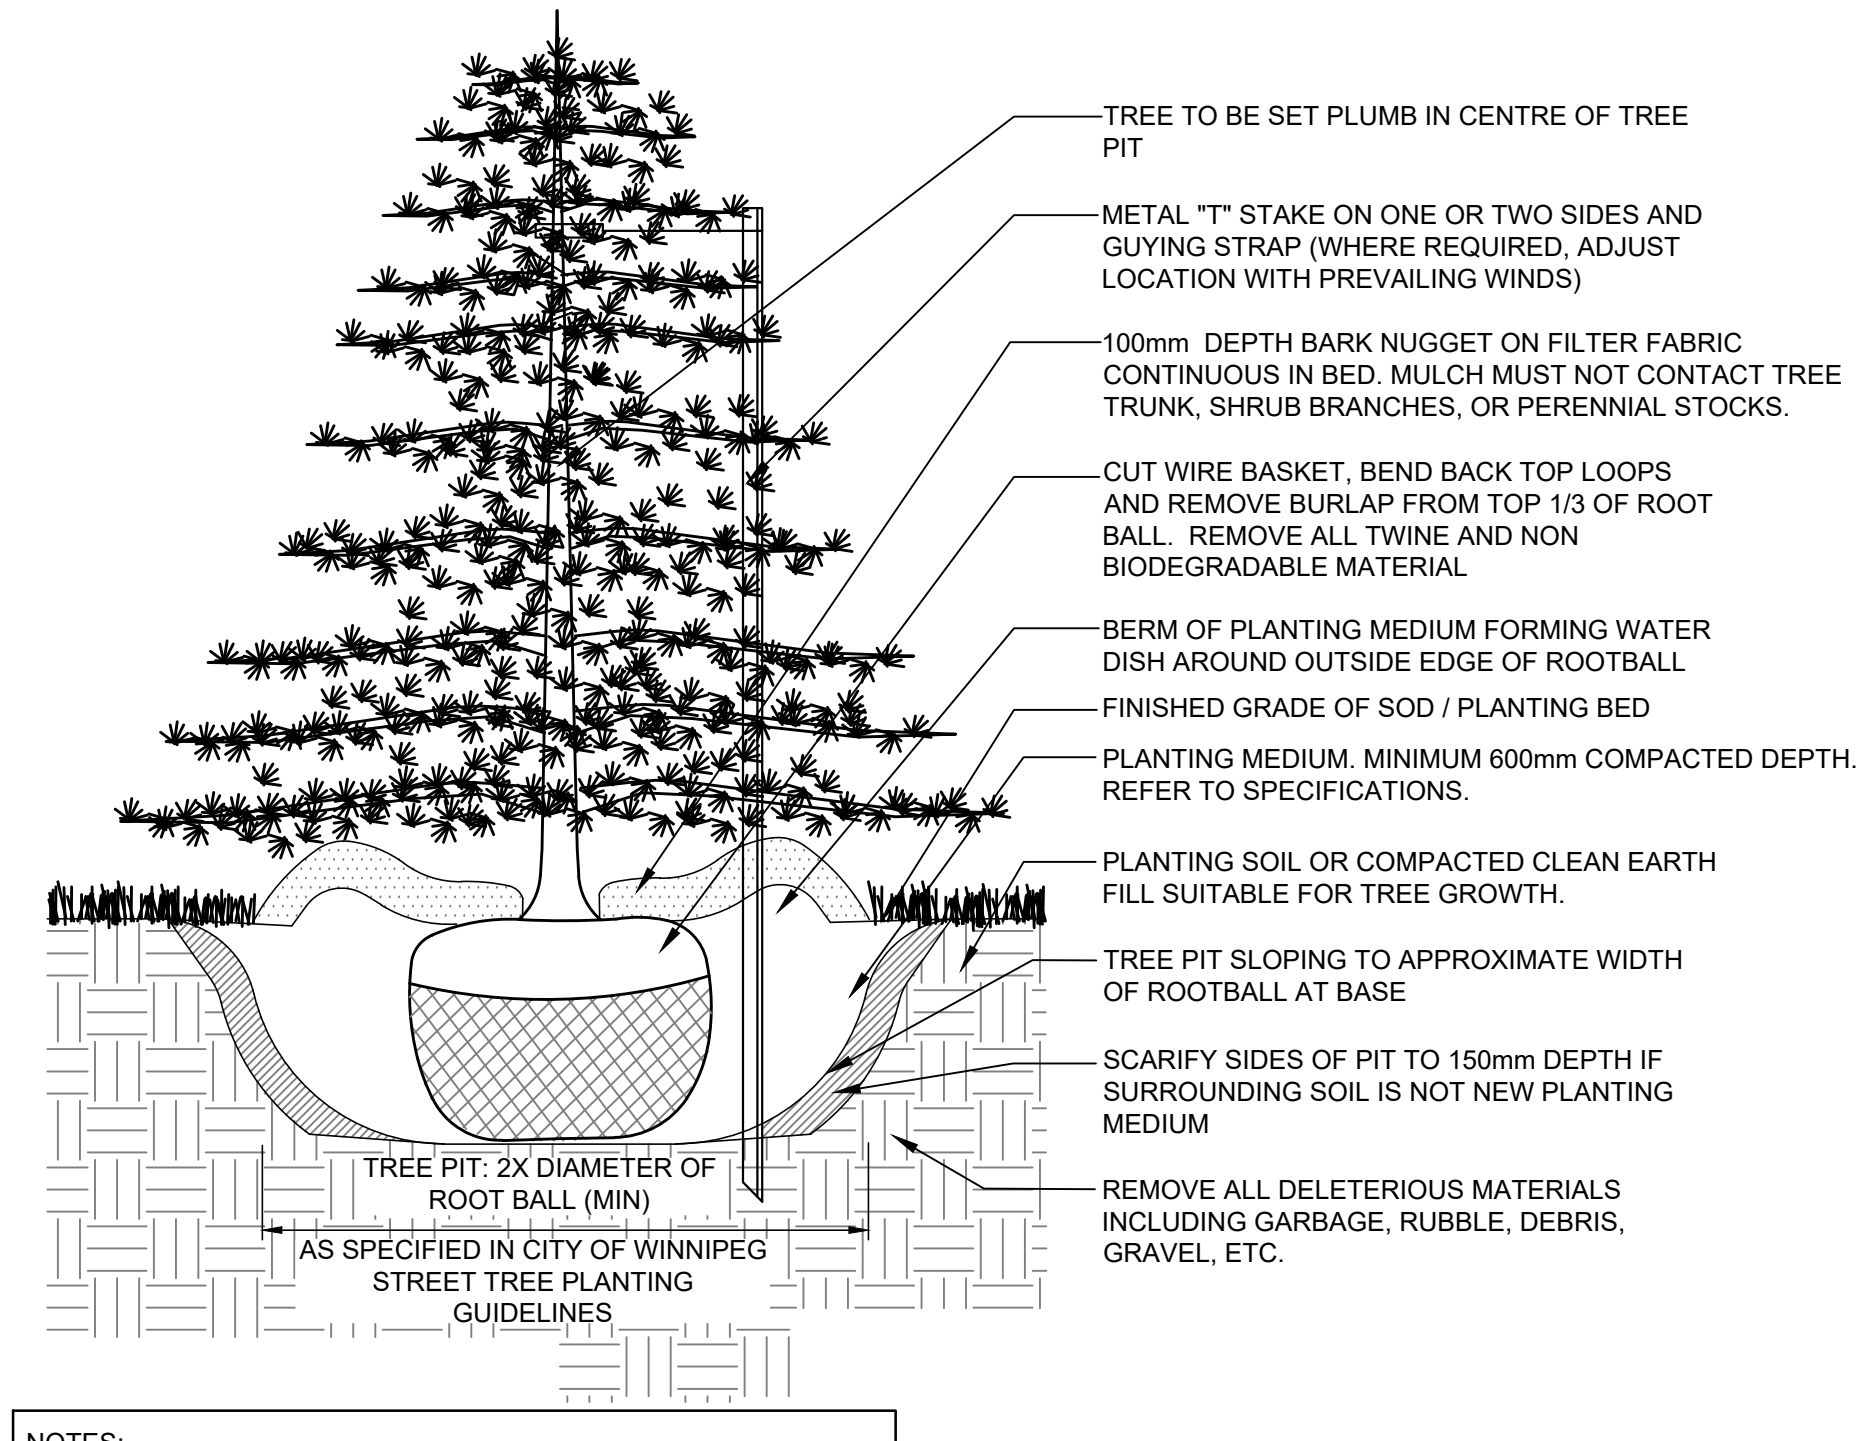 TREE TO BE SET PLUMB IN CENTRE OF TREE
PIT
METAL "T" STAKE ON ONE OR TWO SIDES AND
GUYING STRAP (WHERE REQUIRED, ADJUST
LOCATION WITH PREVAILING WINDS)
100mm DEPTH BARK NUGGET ON FILTER FABRIC
CONTINUOUS IN BED. MULCH MUST NOT CONTACT TREE
TRUNK, SHRUB BRANCHES, OR PERENNIAL STOCKS.
CUT WIRE BASKET, BEND BACK TOP LOOPS
AND REMOVE BURLAP FROM TOP 1/3 OF ROOT
BALL. REMOVE ALL TWINE AND NON
BIODEGRADABLE MATERIAL
BERM OF PLANTING MEDIUM FORMING WATER
DISH AROUND OUTSIDE EDGE OF ROOTBALL
FINISHED GRADE OF SOD / PLANTING BED
PLANTING MEDIUM. MINIMUM 600mm COMPACTED DEPTH.
REFER TO SPECIFICATIONS.
PLANTING SOIL OR COMPACTED CLEAN EARTH
FILL SUITABLE FOR TREE GROWTH.
TREE PIT SLOPING TO APPROXIMATE WIDTH
OF ROOTBALL AT BASE
SCARIFY SIDES OF PIT TO 150mm DEPTH IF
SURROUNDING SOIL IS NOT NEW PLANTING
MEDIUM
REMOVE ALL DELETERIOUS MATERIALS
INCLUDING GARBAGE, RUBBLE, DEBRIS,
GRAVEL, ETC.
TREE PIT: 2X DIAMETER OF
ROOT BALL (MIN)
AS SPECIFIED IN CITY OF WINNIPEG
STREET TREE PLANTING
GUIDELINES
NOTES: